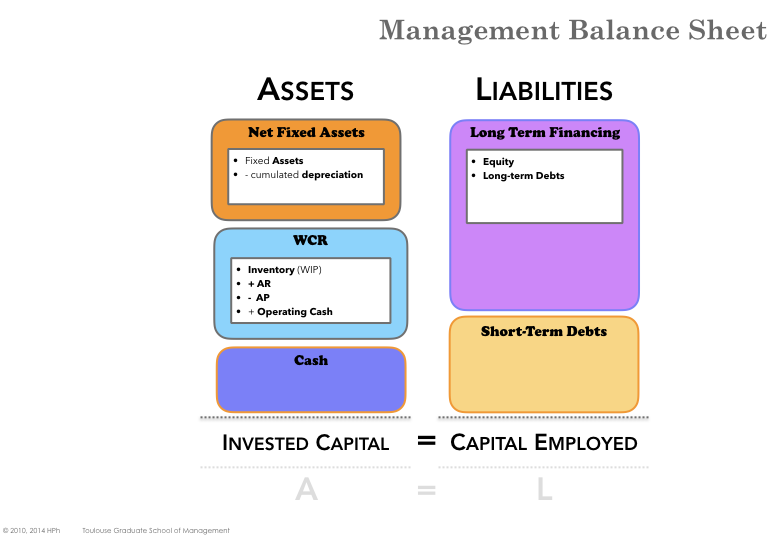 Management Balance Sheet
ASSETS
LIABILITIES
Net Fixed Assets
• Fixed Assets
• - cumulated depreciation
Long Term Financing
• Equity
• Long-term Debts
WCR
• Inventory (WIP)
• + AR
• - AP
• + Operating Cash
Short-Term Debts
Cash
INVESTED CAPITAL = CAPITAL EMPLOYED
A = L
© 2010, 2014 HPh Toulouse Graduate School of Management